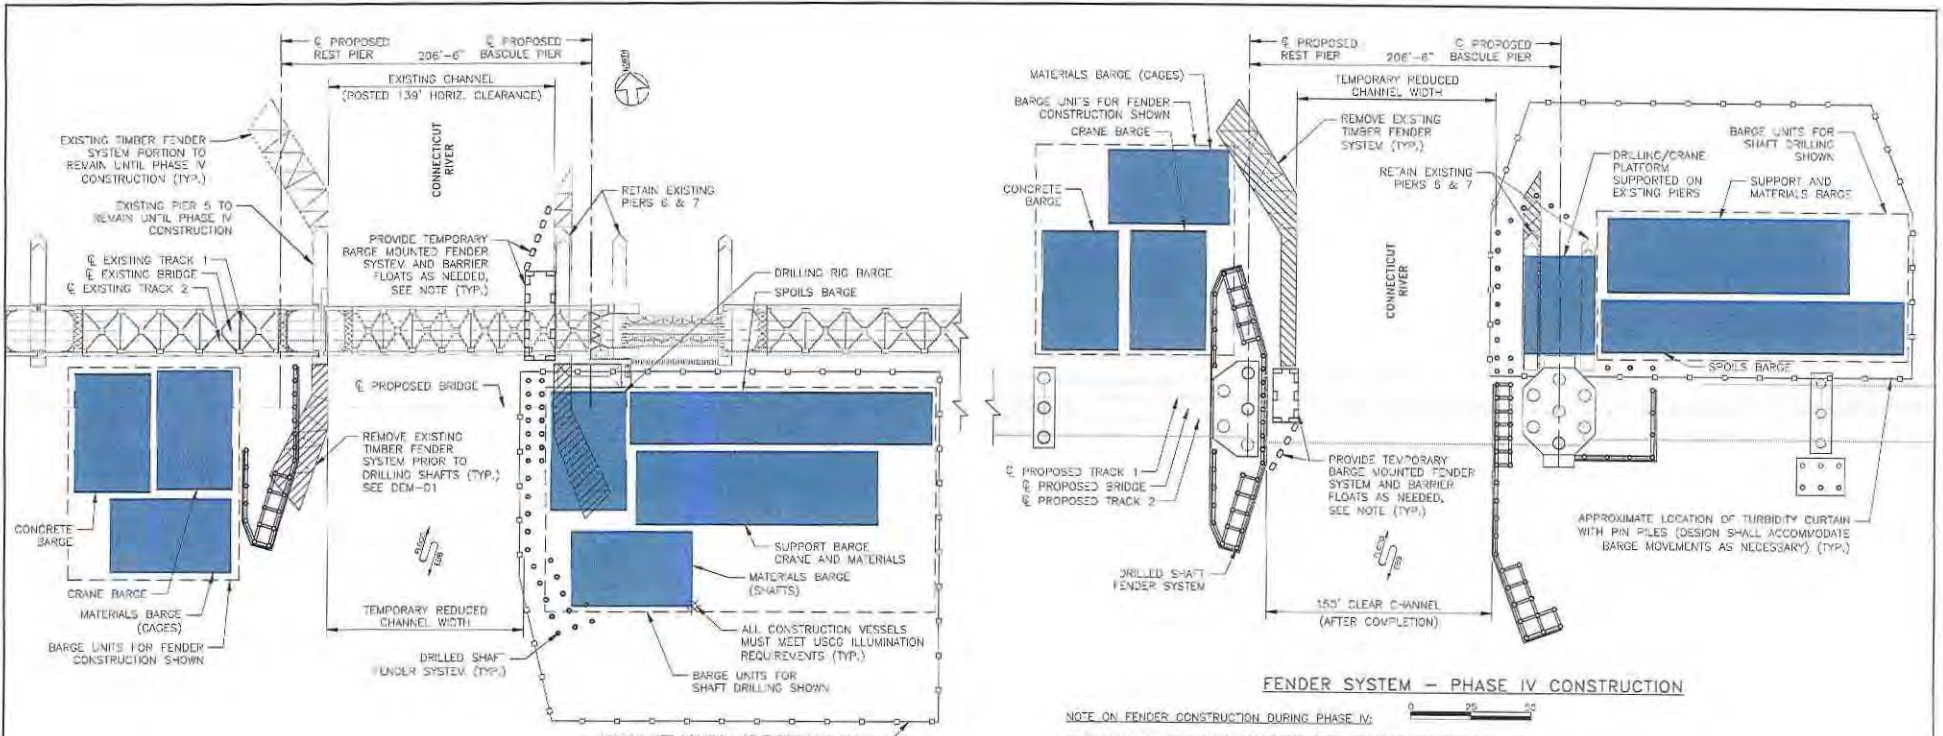 ℄ PROPOSED
REST PIER
206'-6"
℄ PROPOSED
BASCULE PIER
EXISTING CHANNEL
(POSTED 139' HORIZ. CLEARANCE)
NORTH
EXISTING TIMBER FENDER
SYSTEM PORTION TO
REMAIN UNTIL PHASE IV
CONSTRUCTION (TYP.)
CONNECTICUT
RIVER
EXISTING PIER 5 TO
REMAIN UNTIL PHASE IV
CONSTRUCTION
RETAIN EXISTING
PIERS 6 & 7
PROVIDE TEMPORARY
BARGE MOUNTED FENDER
SYSTEM AND BARRIER
FLOATS AS NEEDED,
SEE NOTE (TYP.)
℄ EXISTING TRACK 1
℄ EXISTING BRIDGE
℄ EXISTING TRACK 2
DRILLING RIG BARGE
SPOILS BARGE
℄ PROPOSED BRIDGE
REMOVE EXISTING
TIMBER FENDER
SYSTEM PRIOR TO
DRILLING SHAFTS (TYP.)
SEE DEM-01
CONCRETE
BARGE
CRANE BARGE
MATERIALS BARGE
(CAGES)
BARGE UNITS FOR FENDER
CONSTRUCTION SHOWN
FLOOD
EBB
TEMPORARY REDUCED
CHANNEL WIDTH
DRILLED SHAFT
FENDER SYSTEM (TYP.)
SUPPORT BARGE
CRANE AND MATERIALS
MATERIALS BARGE
(SHAFTS)
ALL CONSTRUCTION VESSELS
MUST MEET USCG ILLUMINATION
REQUIREMENTS (TYP.)
BARGE UNITS FOR
SHAFT DRILLING SHOWN
℄ PROPOSED
REST PIER
206'-6"
℄ PROPOSED
BASCULE PIER
MATERIALS BARGE (CAGES)
BARGE UNITS FOR FENDER
CONSTRUCTION SHOWN
CRANE BARGE
TEMPORARY REDUCED
CHANNEL WIDTH
REMOVE EXISTING
TIMBER FENDER
SYSTEM (TYP.)
RETAIN EXISTING
PIERS 6 & 7
DRILLING/CRANE
PLATFORM
SUPPORTED ON
EXISTING PIERS
BARGE UNITS FOR
SHAFT DRILLING
SHOWN
SUPPORT AND
MATERIALS BARGE
CONCRETE
BARGE
CONNECTICUT
RIVER
SPOILS BARGE
℄ PROPOSED TRACK 1
℄ PROPOSED BRIDGE
℄ PROPOSED TRACK 2
PROVIDE TEMPORARY
BARGE MOUNTED FENDER
SYSTEM AND BARRIER
FLOATS AS NEEDED,
SEE NOTE (TYP.)
FLOOD
EBB
APPROXIMATE LOCATION OF TURBIDITY CURTAIN
WITH PIN PILES (DESIGN SHALL ACCOMMODATE
BARGE MOVEMENTS AS NECESSARY) (TYP.)
DRILLED SHAFT
FENDER SYSTEM
150' CLEAR CHANNEL
(AFTER COMPLETION)
FENDER SYSTEM – PHASE IV CONSTRUCTION
NOTE ON FENDER CONSTRUCTION DURING PHASE IV:
0 25 50